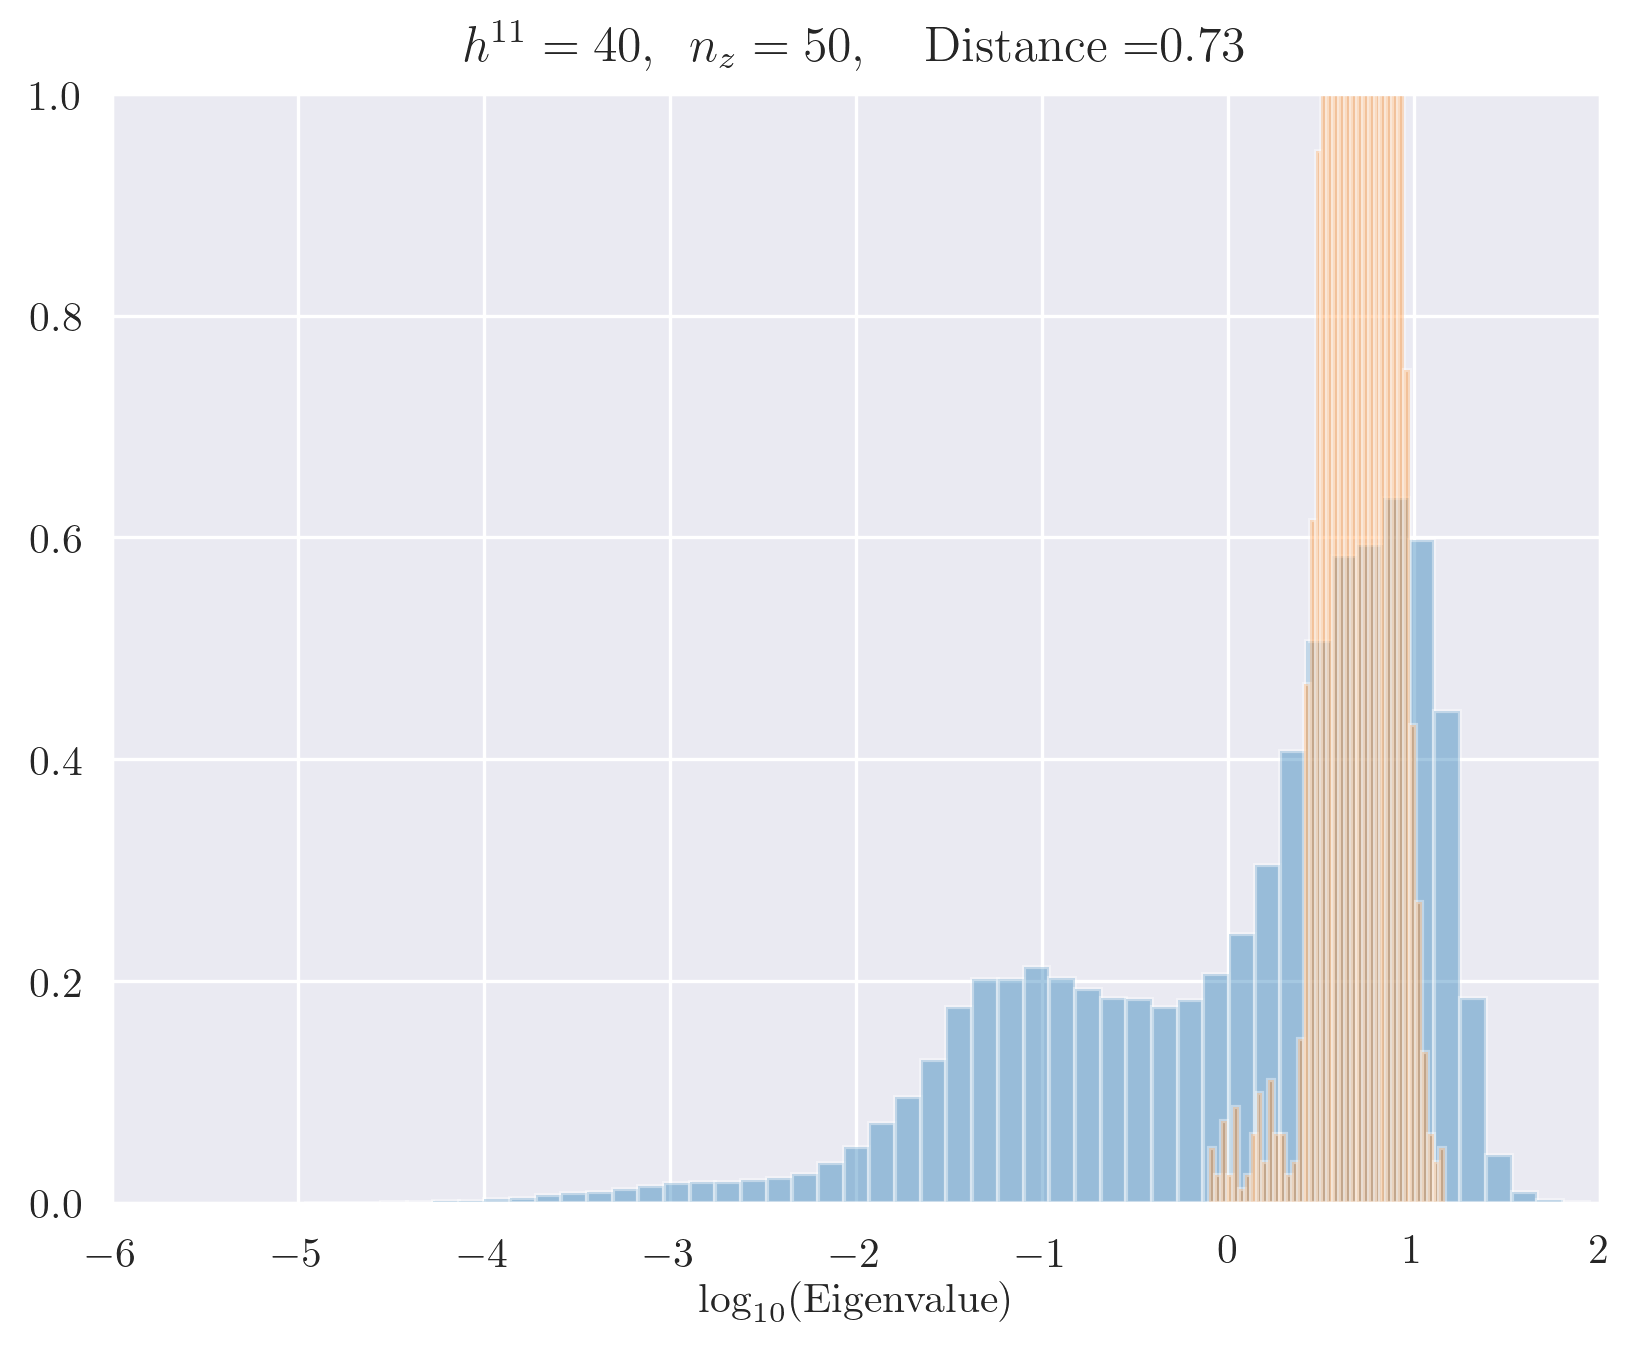 h¹¹ = 40, n_z = 50, Distance =0.73
1.0
0.8
0.6
0.4
0.2
0.0
−6 −5 −4 −3 −2 −1 0 1 2
log₁₀(Eigenvalue)